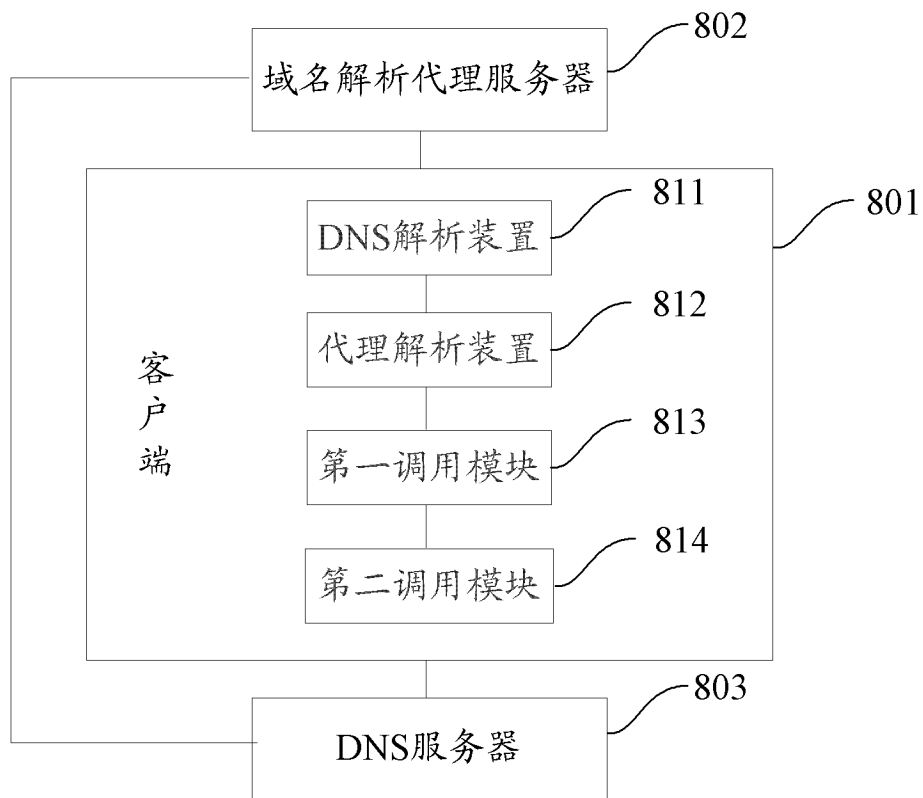 802
域名解析代理服务器
811
801
DNS解析装置
812
代理解析装置
客户端
813
第一调用模块
814
第二调用模块
803
DNS服务器